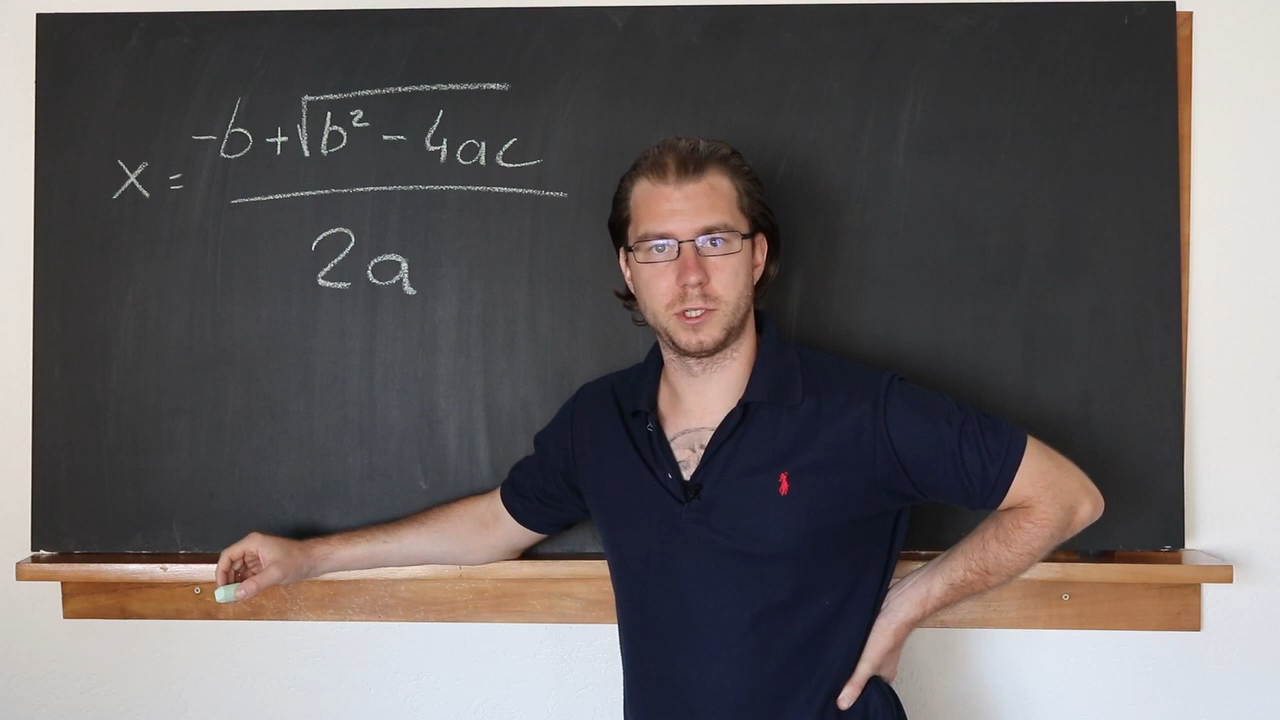 x = -b+√b² - 4ac
2a